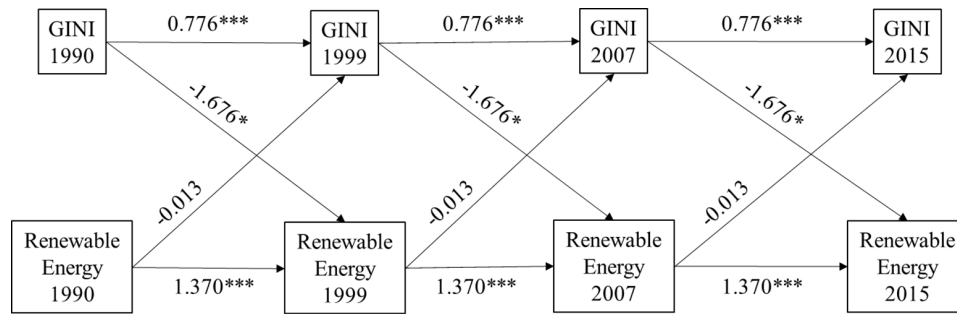 GINI
1990
0.776***
GINI
1999
0.776***
GINI
2007
0.776***
GINI
2015
-1.676*
-0.013
-1.676*
-0.013
-1.676*
-0.013
Renewable
Energy
1990
1.370***
Renewable
Energy
1999
1.370***
Renewable
Energy
2007
1.370***
Renewable
Energy
2015